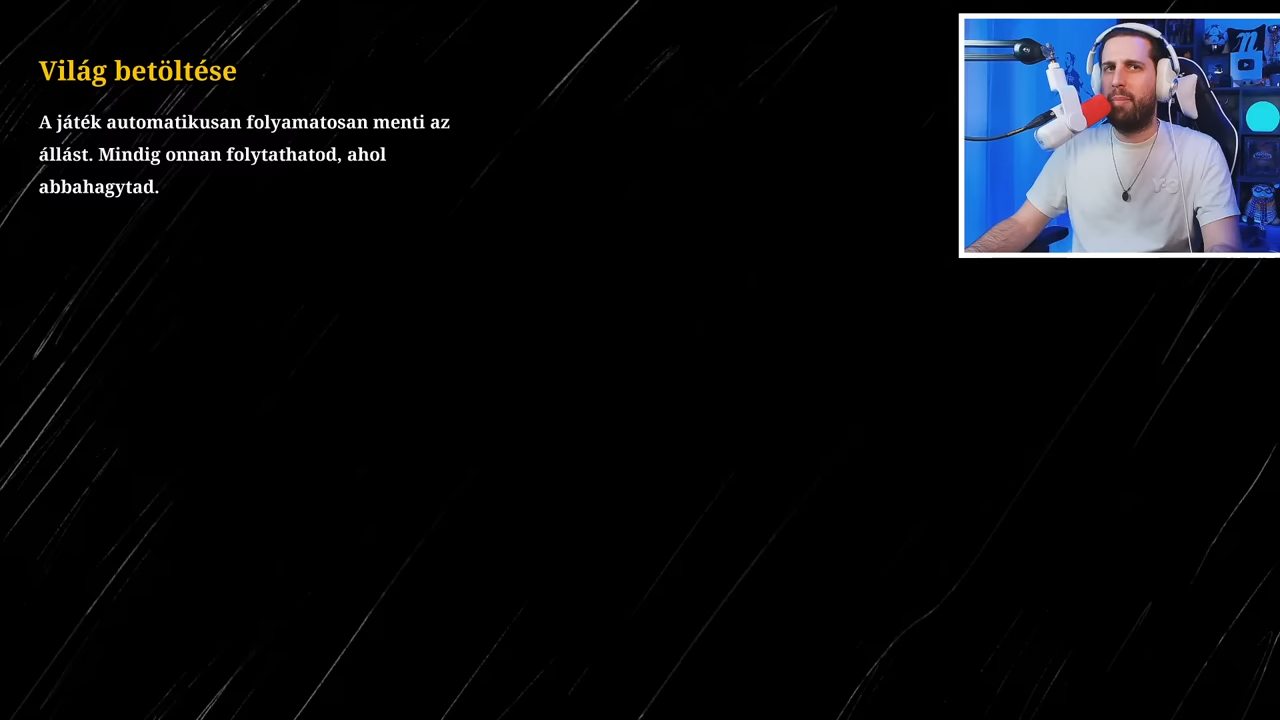 Világ betöltése
A játék automatikusan folyamatosan menti az
állást. Mindig onnan folytathatod, ahol
abbahagytad.